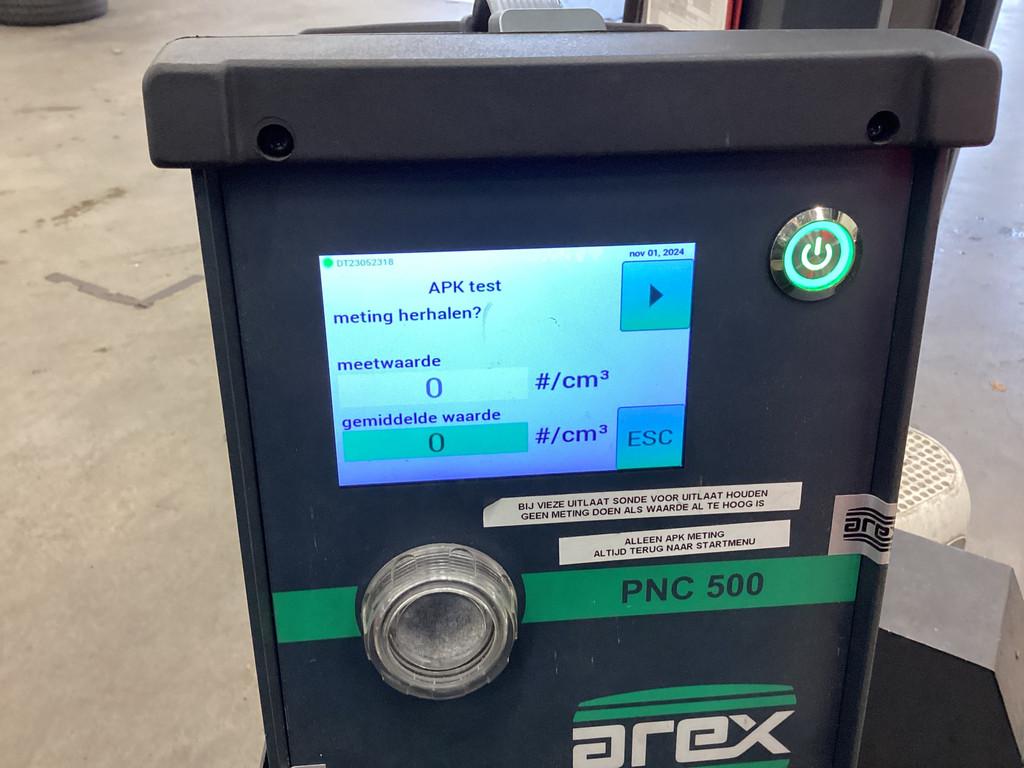 DT2305231B
nov 01, 2024
APK test
meting herhalen?
meetwaarde
0 #/cm³
gemiddelde waarde
0 #/cm³
ESC
BIJ VIEZE UITLAAT SONDE VOOR UITLAAT HOUDEN
GEEN METING DOEN ALS WAARDE AL TE HOOG IS
ALLEEN APK METING
ALTIJD TERUG NAAR STARTMENU
arex
PNC 500
arex